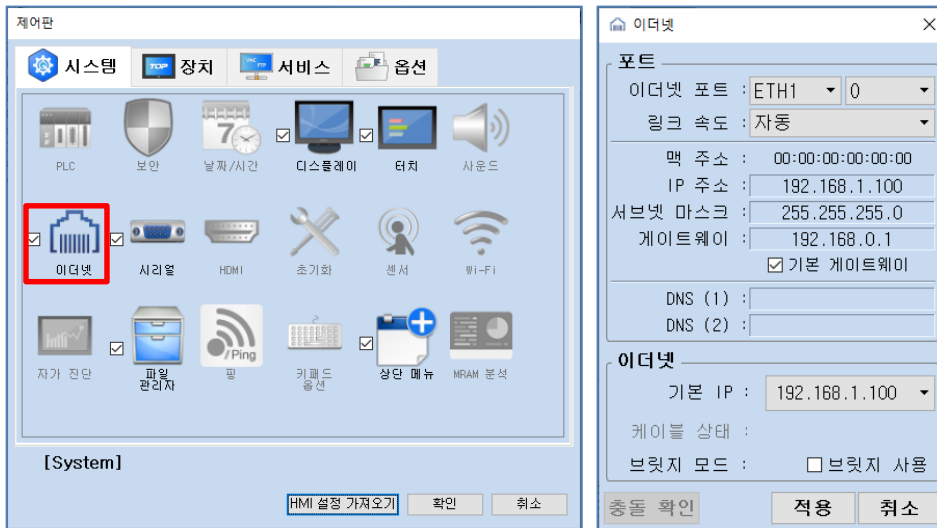 제어판
시스템 장치 서비스 옵션
PLC 보안 날짜/시간 디스플레이 터치 사운드
이더넷 시리얼 HDMI 초기화 센서 Wi-Fi
/Ping
자가 진단 파일 관리자 핑 키패드 옵션 상단 메뉴 MRAM 분석
[System]
HMI 설정 가져오기 확인 취소
이더넷
포트
이더넷 포트 : ETH1 0
링크 속도 : 자동
맥 주소 : 00:00:00:00:00:00
IP 주소 : 192.168.1.100
서브넷 마스크 : 255.255.255.0
게이트웨이 : 192.168.0.1
기본 게이트웨이
DNS (1) :
DNS (2) :
이더넷
기본 IP : 192.168.1.100
케이블 상태 :
브릿지 모드 : 브릿지 사용
충돌 확인 적용 취소